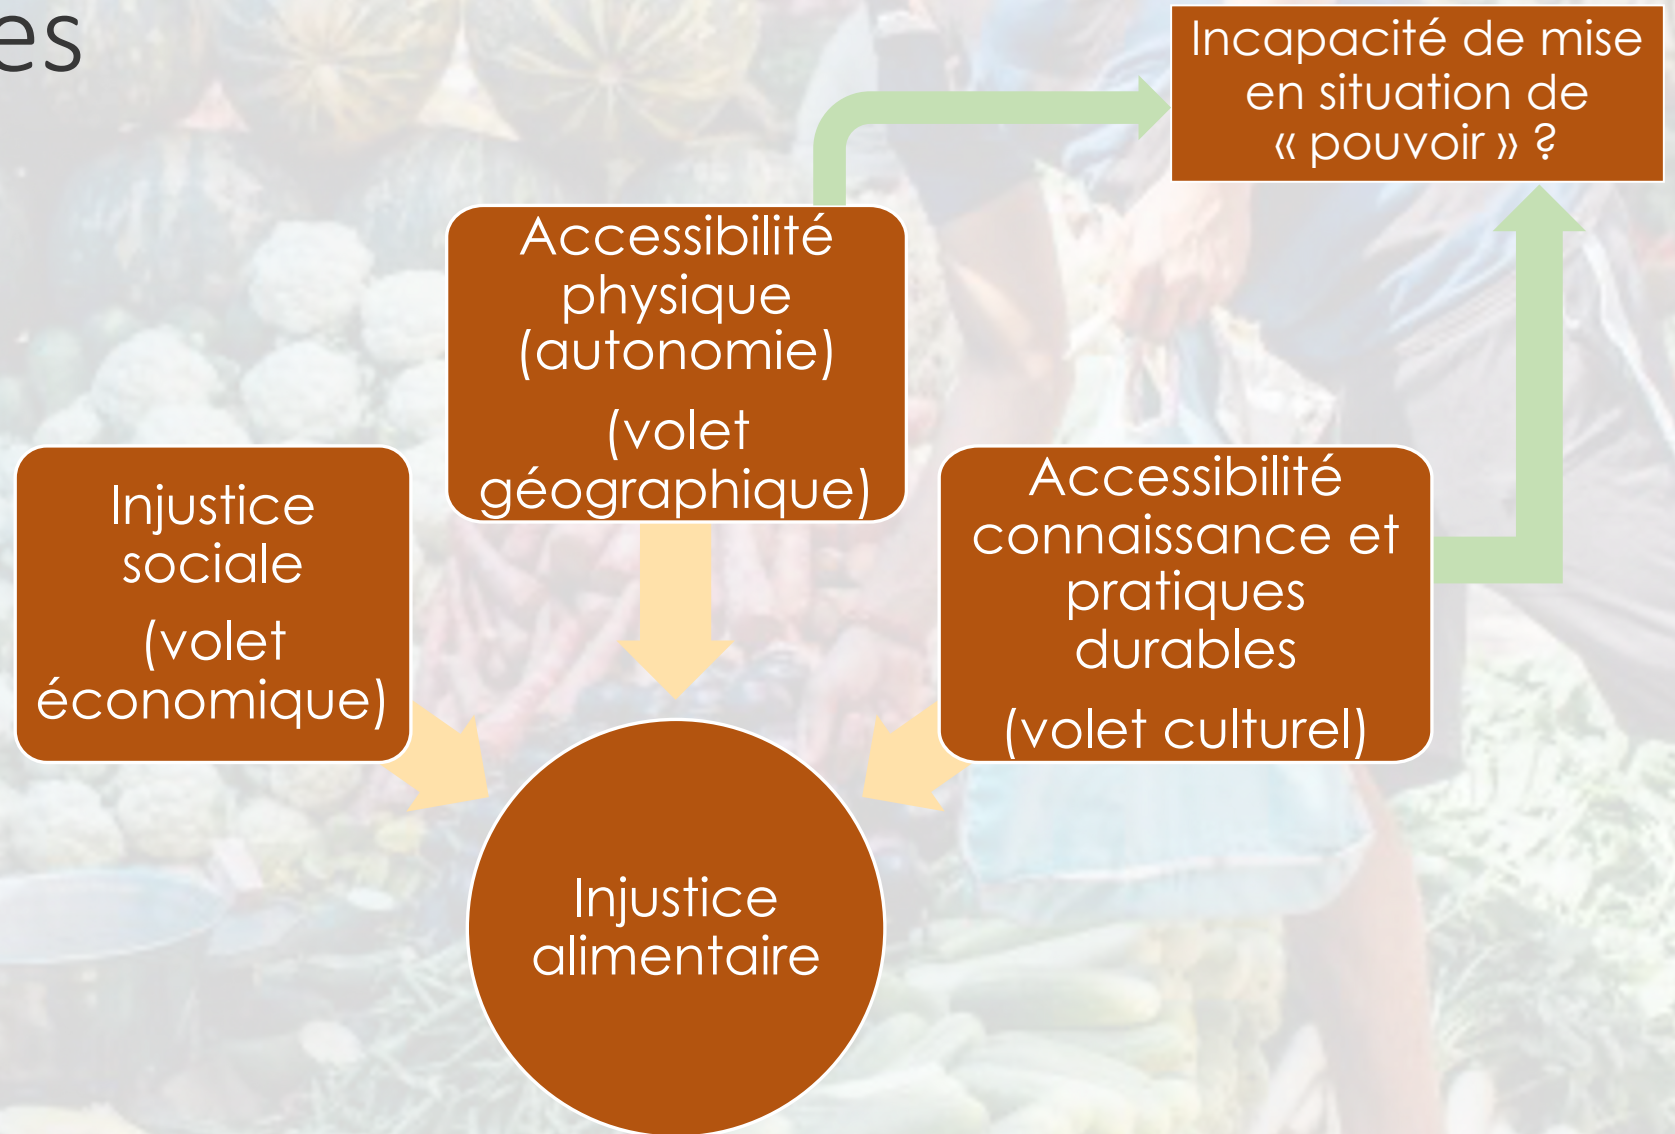 es
Incapacité de mise
en situation de
« pouvoir » ?
Accessibilité
physique
(autonomie)
(volet
géographique)
Injustice
sociale
(volet
économique)
Accessibilité
connaissance et
pratiques
durables
(volet culturel)
Injustice
alimentaire